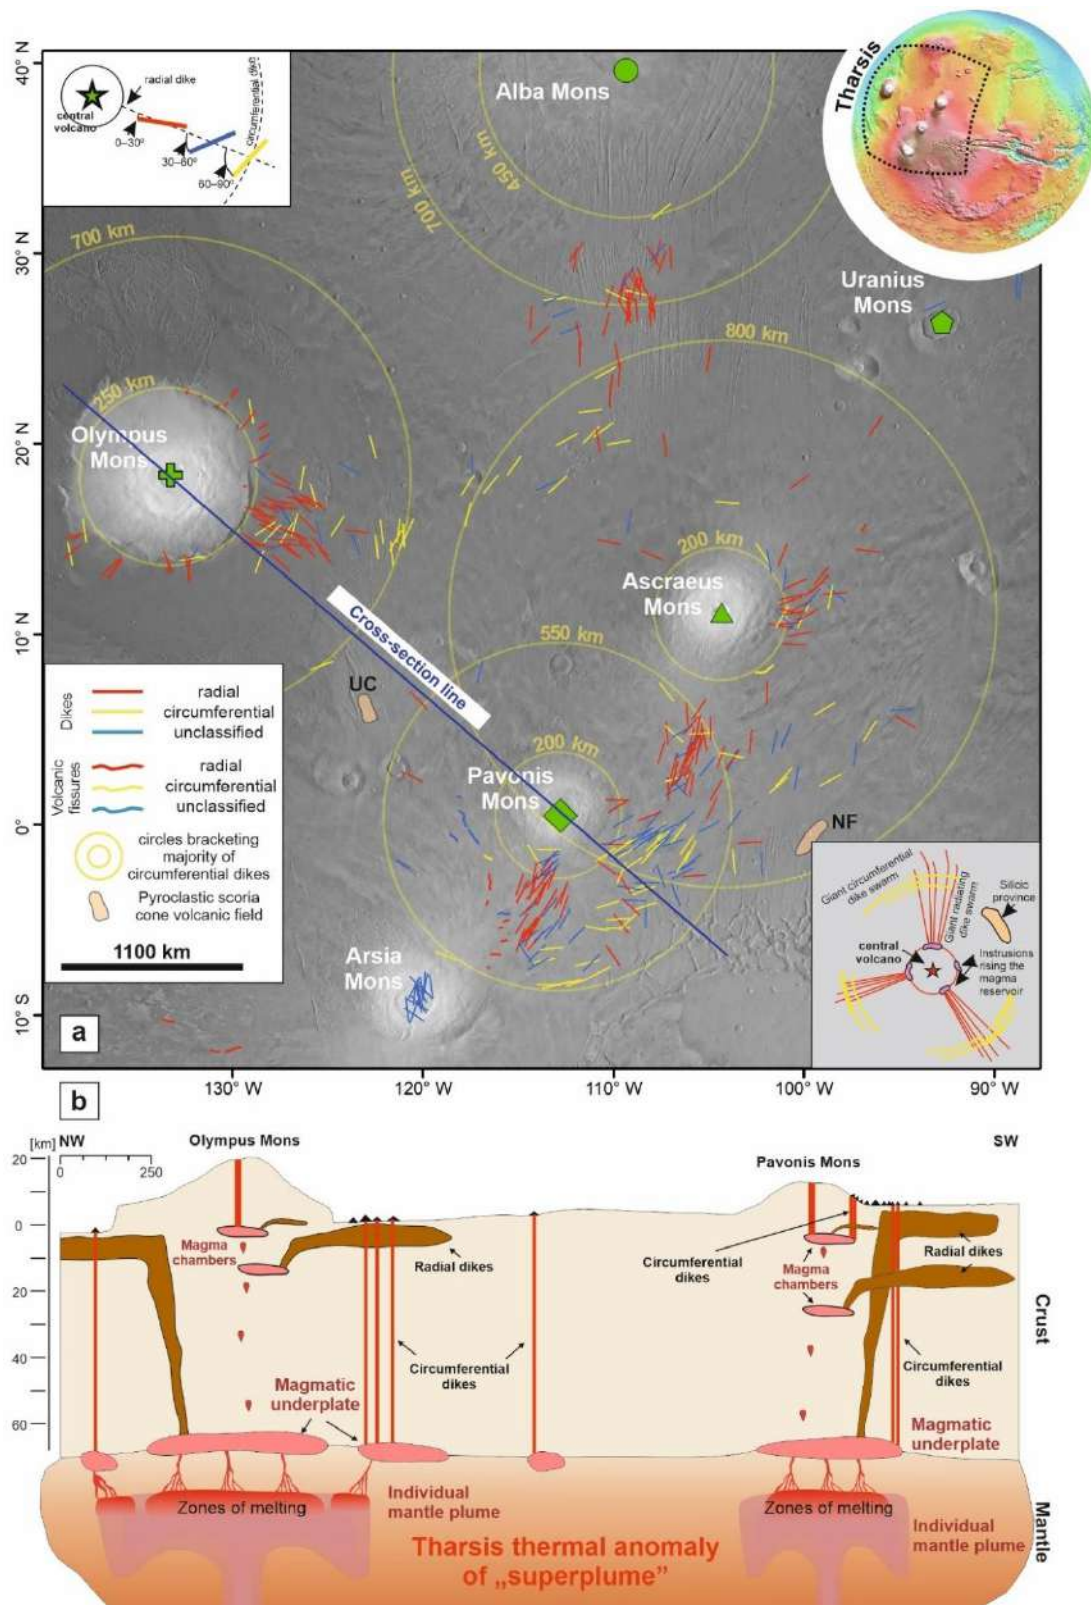 40° N
30° N
20° N
10° N
0°
10° S
130° W
120° W
110° W
100° W
90° W
radial dike
central
volcano
0–30º
30–60º
60–90º
circumferential dike
Tharsis
Alba Mons
450 km
700 km
700 km
Uranius
Mons
800 km
250 km
Olympus
Mons
200 km
Ascraeus
Mons
Cross-section line
550 km
UC
200 km
Pavonis
Mons
NF
Arsia
Mons
Dikes
radial
circumferential
unclassified
Volcanic
fissures
radial
circumferential
unclassified
circles bracketing
majority of
circumferential dikes
Pyroclastic scoria
cone volcanic field
1100 km
Giant circumferential
dike swarm
Giant radiating
dike swarm
Silicic
province
central
volcano
Instrusions
rising the
magma
reservoir
a
b
[km]
NW
Olympus Mons
Pavonis Mons
SW
0
250
20
0
20
40
60
Magma
chambers
Radial dikes
Circumferential
dikes
Magma
chambers
Radial dikes
Circumferential
dikes
Circumferential
dikes
Magmatic
underplate
Magmatic
underplate
Crust
Zones of melting
Individual
mantle plume
Zones of melting
Individual
mantle plume
Tharsis thermal anomaly
of „superplume”
Mantle